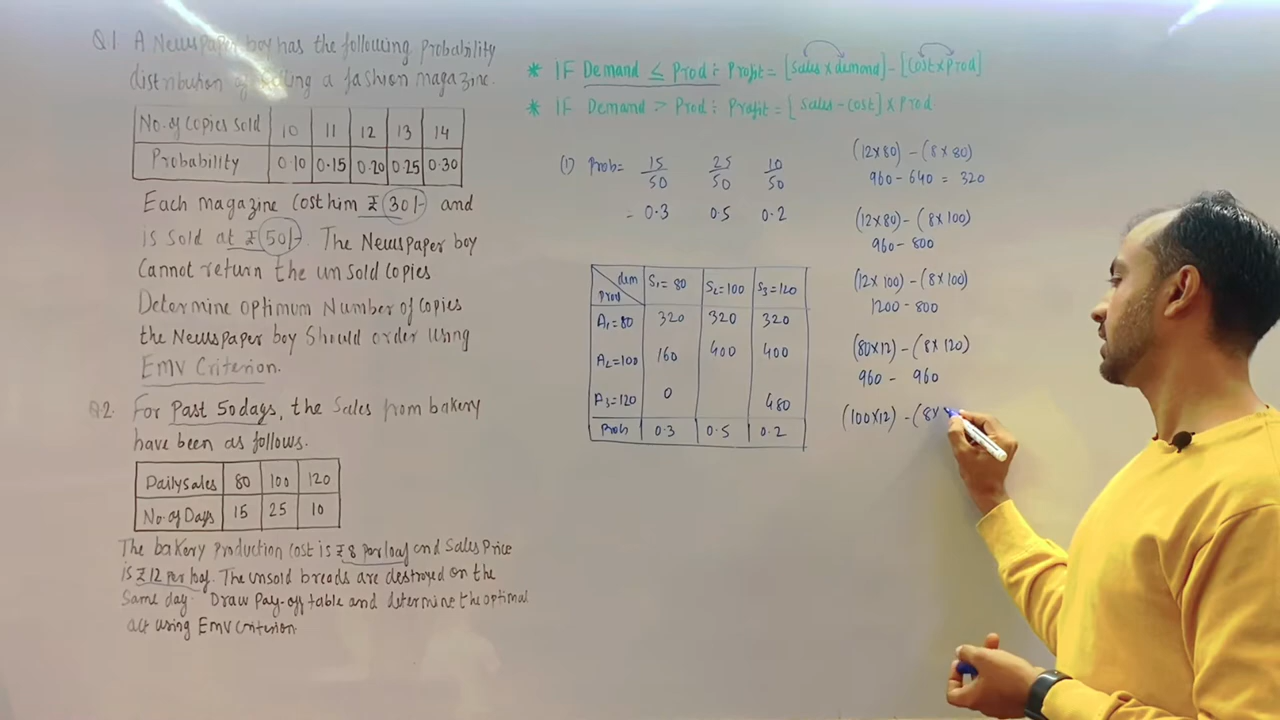 Q.1 A Newspaper boy has the following Probability
distribution of selling a fashion magazine.
No. of Copies Sold 10 11 12 13 14
Probability 0.10 0.15 0.20 0.25 0.30
Each magazine cost him ₹ 30/- and
is sold at ₹ 50/-. The Newspaper boy
Cannot return the unsold copies
Determine optimum Number of copies
the Newspaper boy Should order Using
Emv Criterion.
Q.2. For Past 50 days, the Sales from bakery
have been as follows.
Daily Sales 80 100 120
No. of Days 15 25 10
The bakery Production Cost is ₹ 8 Per loaf and Sales Price
is ₹ 12 Per loaf. The unsold breads are destroyed on the
Same day. Draw Pay-off table and determine the optimal
act using Emv Criterion.
* IF Demand ≤ Prod : Profit = [Sales × demand] - [Cost × Prod]
* IF Demand > Prod : Profit = [Sales - Cost] × Prod
(1) Prob = 15/50 25/50 10/50
= 0.3 0.5 0.2
dem
Prod S₁ = 80 S₂ = 100 S₃ = 120
A₁ = 80 320 320 320
A₂ = 100 160 400 400
A₃ = 120 0 480
Prob 0.3 0.5 0.2
(12 × 80) - (8 × 80)
960 - 640 = 320
(12 × 80) - (8 × 100)
960 - 800
(12 × 100) - (8 × 100)
1200 - 800
(80 × 12) - (8 × 120)
960 - 960
(100 × 12) - (8 ×